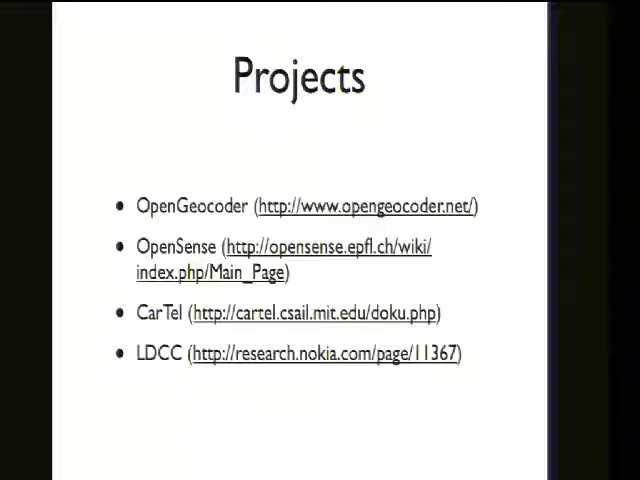 Projects
• OpenGeocoder (http://www.opengeocoder.net/)
• OpenSense (http://opensense.epfl.ch/wiki/
index.php/Main_Page)
• CarTel (http://cartel.csail.mit.edu/doku.php)
• LDCC (http://research.nokia.com/page/11367)